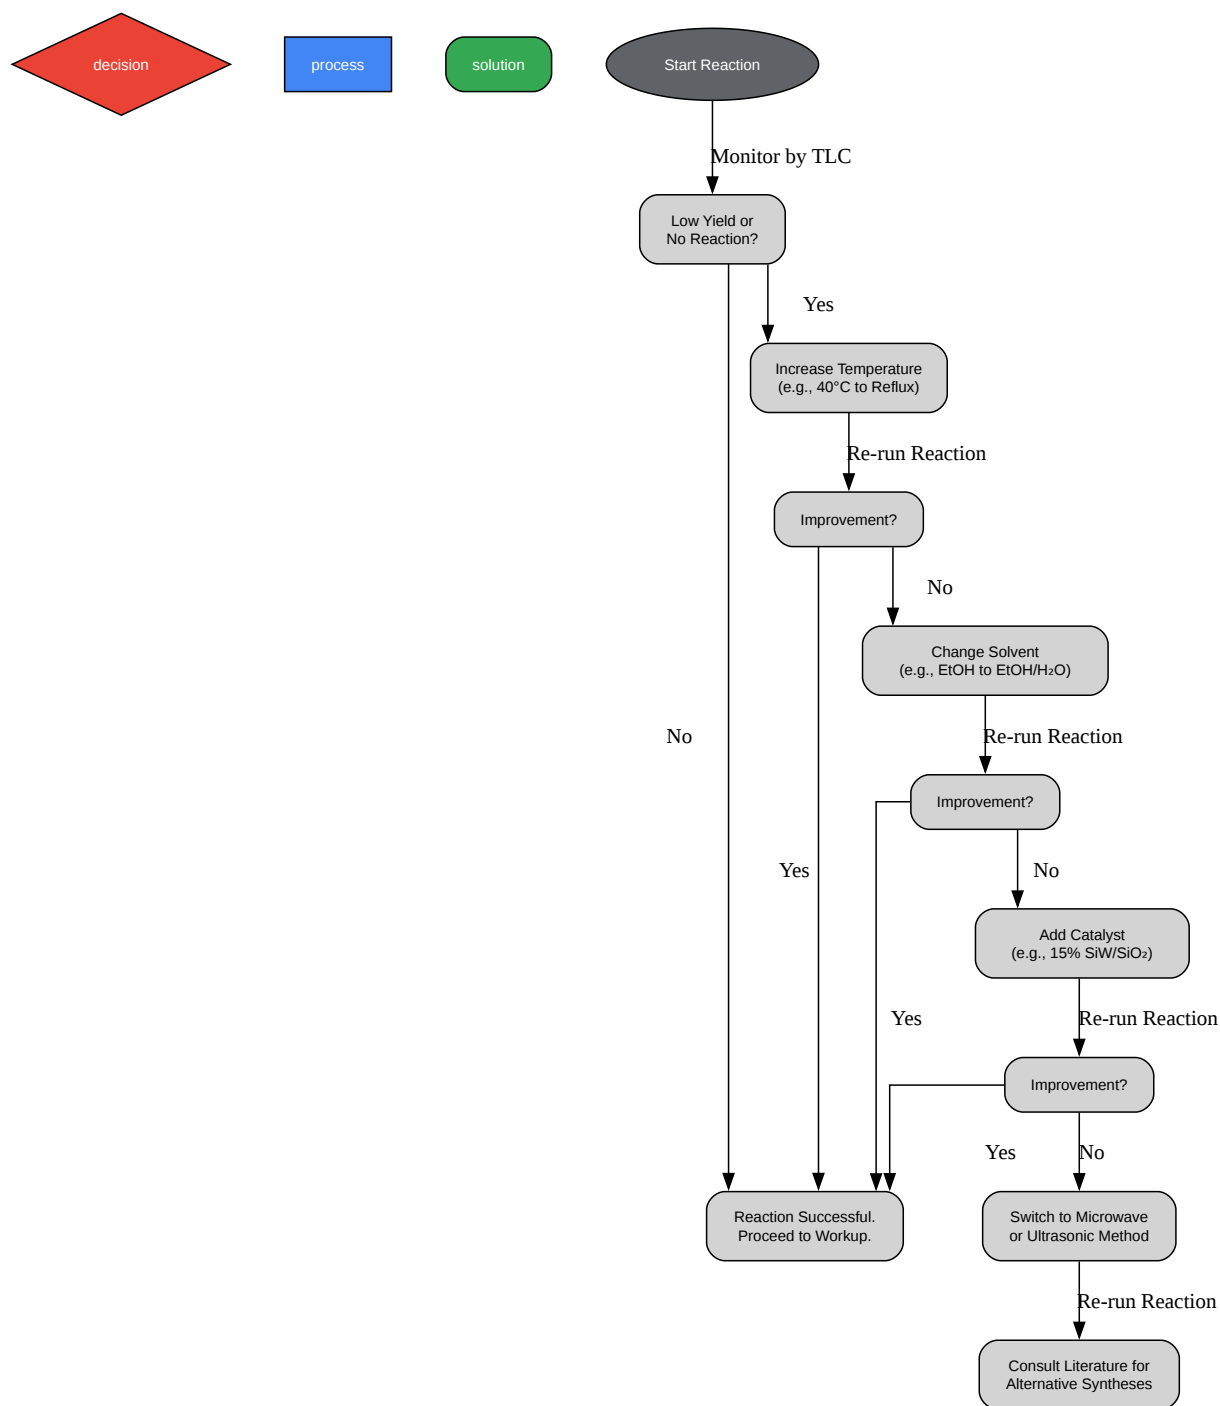 decision
process
solution
Start Reaction
Monitor by TLC
Low Yield or
No Reaction?
Yes
Increase Temperature
(e.g., 40°C to Reflux)
Re-run Reaction
Improvement?
No
Change Solvent
(e.g., EtOH to EtOH/H₂O)
No
Re-run Reaction
Improvement?
Yes
No
Add Catalyst
(e.g., 15% SiW/SiO₂)
Yes
Re-run Reaction
Improvement?
Yes
No
Reaction Successful.
Proceed to Workup.
Switch to Microwave
or Ultrasonic Method
Re-run Reaction
Consult Literature for
Alternative Syntheses